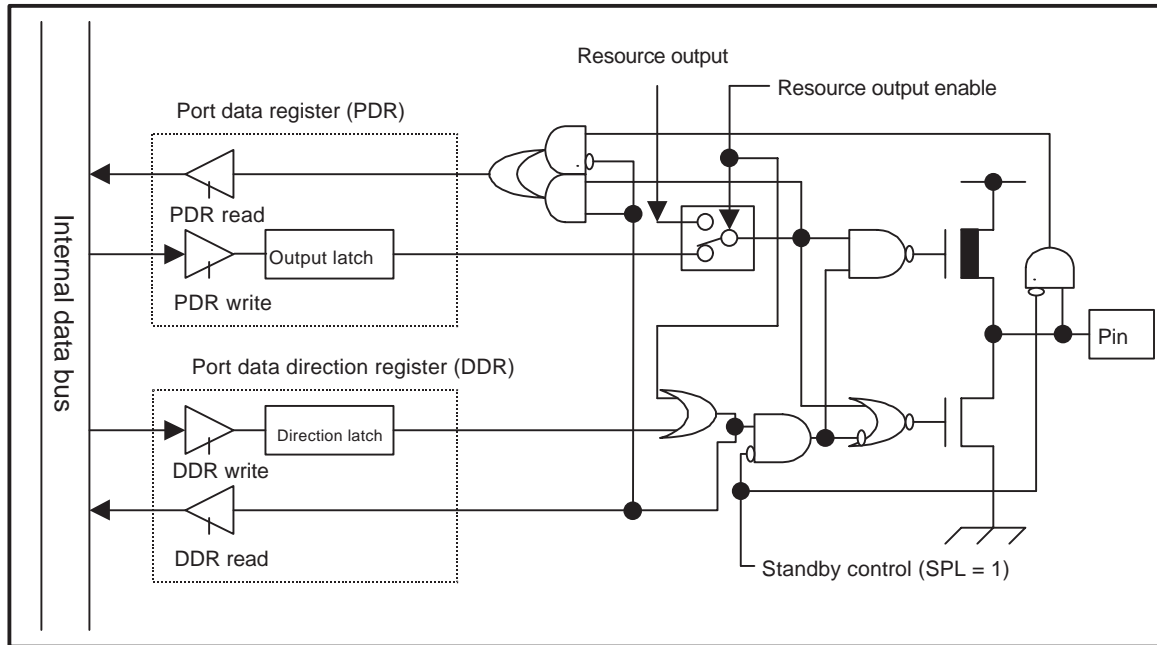 Resource output
Resource output enable
Port data register (PDR)
PDR read
Output latch
PDR write
Internal data bus
Pin
Port data direction register (DDR)
Direction latch
DDR write
DDR read
Standby control (SPL = 1)